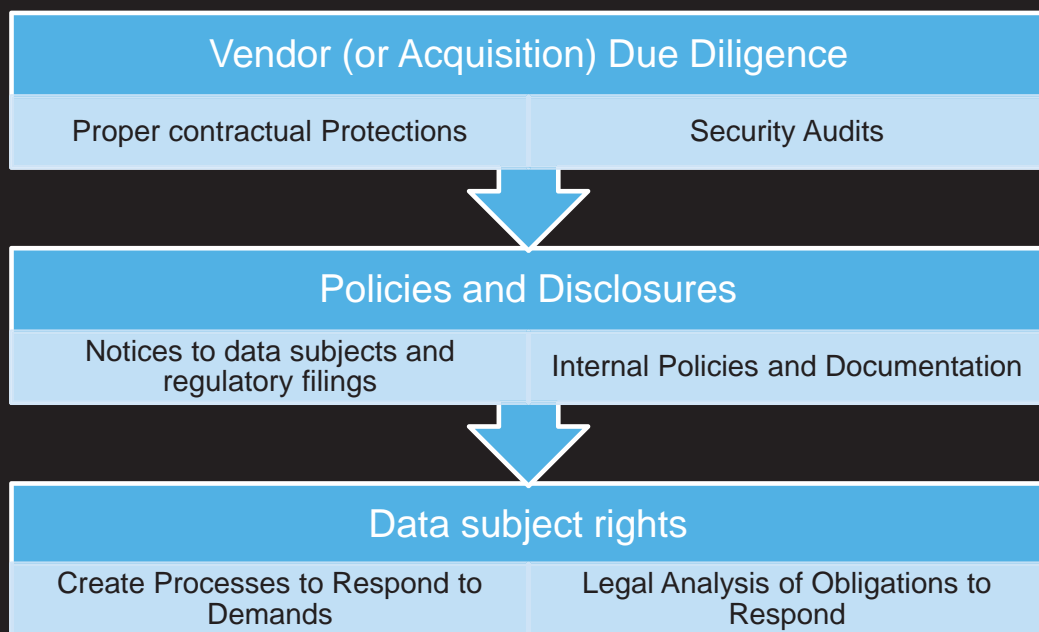 Vendor (or Acquisition) Due Diligence
Proper contractual Protections
Security Audits
Policies and Disclosures
Notices to data subjects and
regulatory filings
Internal Policies and Documentation
Data subject rights
Create Processes to Respond to
Demands
Legal Analysis of Obligations to
Respond